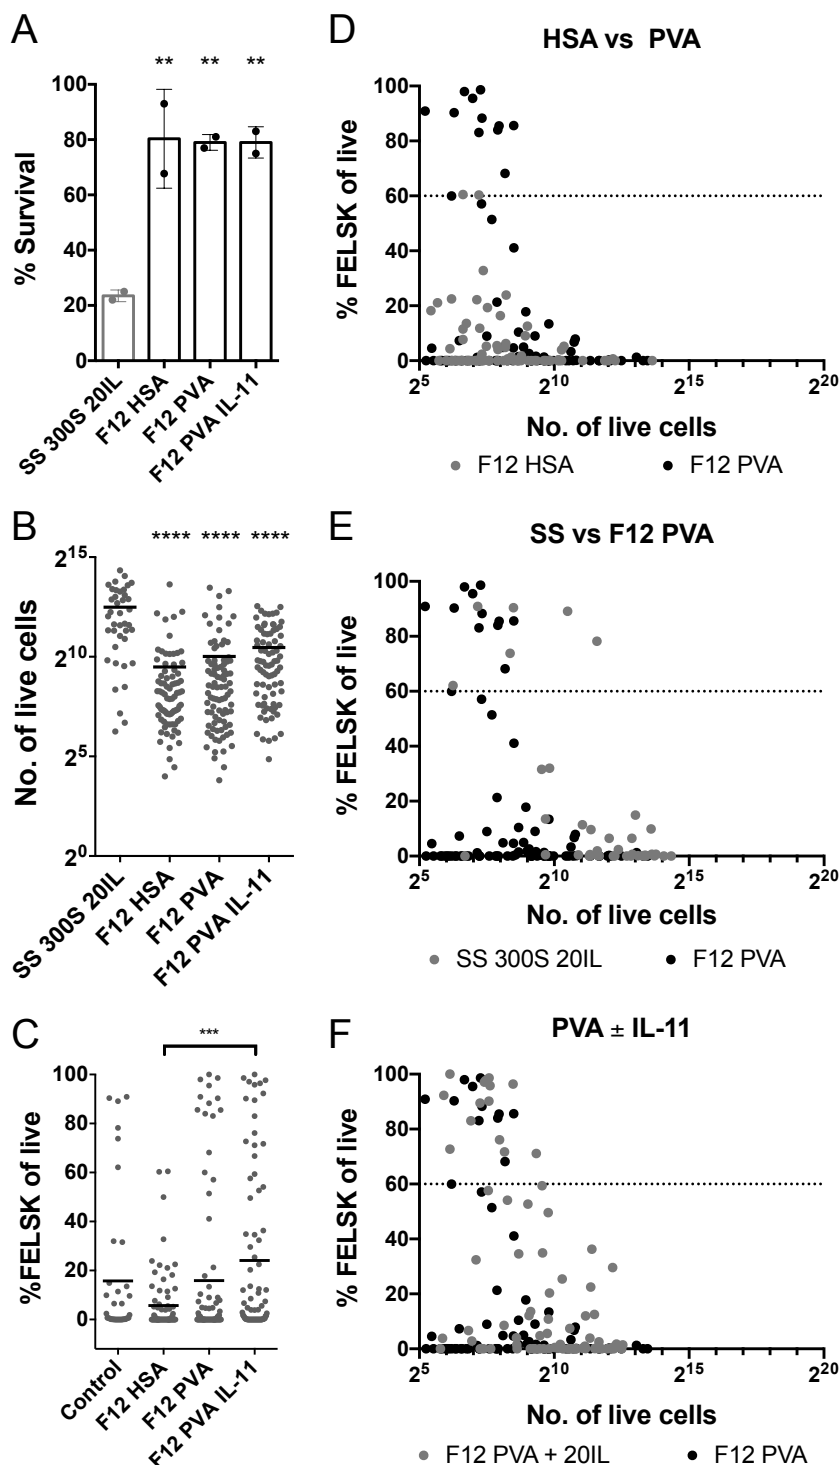 A
** ** **
% Survival
100
80
60
40
20
0
SS 300S 20IL
F12 HSA
F12 PVA
F12 PVA IL-11
D
HSA vs PVA
% FELSK of live
100
80
60
40
20
0
2⁵ 2¹⁰ 2¹⁵ 2²⁰
No. of live cells
F12 HSA F12 PVA
B
**** **** ****
No. of live cells
2¹⁵
2¹⁰
2⁵
2⁰
SS 300S 20IL
F12 HSA
F12 PVA
F12 PVA IL-11
E
SS vs F12 PVA
% FELSK of live
100
80
60
40
20
0
2⁵ 2¹⁰ 2¹⁵ 2²⁰
No. of live cells
SS 300S 20IL F12 PVA
C
***
%FELSK of live
100
80
60
40
20
0
Control
F12 HSA
F12 PVA
F12 PVA IL-11
F
PVA ± IL-11
% FELSK of live
100
80
60
40
20
0
2⁵ 2¹⁰ 2¹⁵ 2²⁰
No. of live cells
F12 PVA + 20IL F12 PVA